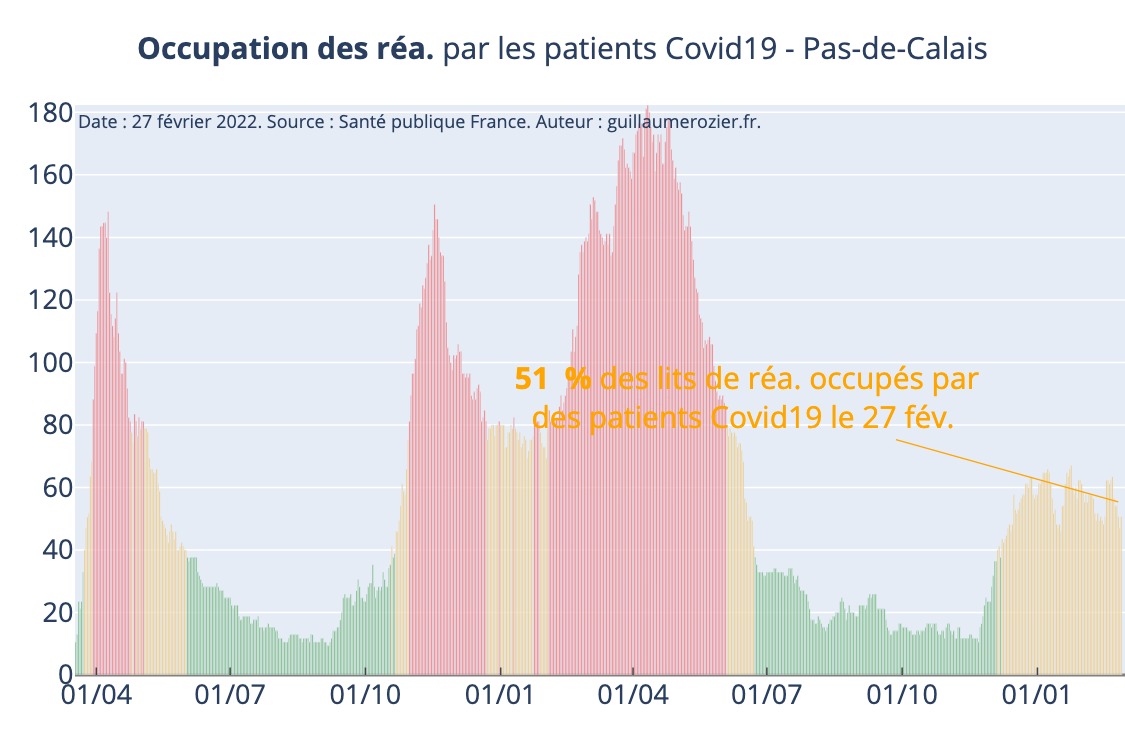 Occupation des réa. par les patients Covid19 - Pas-de-Calais
180
Date : 27 février 2022. Source : Santé publique France. Auteur : guillaumerozier.fr.
160
140
120
100
51 % des lits de réa. occupés par
des patients Covid19 le 27 fév.
80
60
40
20
0
01/04 01/07 01/10 01/01 01/04 01/07 01/10 01/01